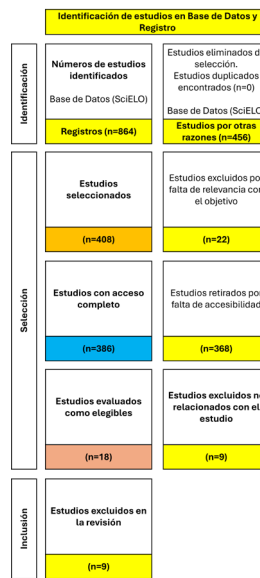 Identificación de estudios en Base de Datos y
Registro
Identificación
Números de estudios
identificados
Base de Datos (SciELO)
Registros (n=864)
Estudios eliminados d
selección.
Estudios duplicados
encontrados (n=0)
Base de Datos (SciELO
Estudios por otras
razones (n=456)
Selección
Estudios
seleccionados
(n=408)
Estudios excluidos po
falta de relevancia con
el objetivo
(n=22)
Estudios con acceso
completo
(n=386)
Estudios retirados por
falta de accesibilidad
(n=368)
Estudios evaluados
como elegibles
(n=18)
Estudios excluidos no
relacionados con el
estudio
(n=9)
Inclusión
Estudios excluidos en
la revisión
(n=9)